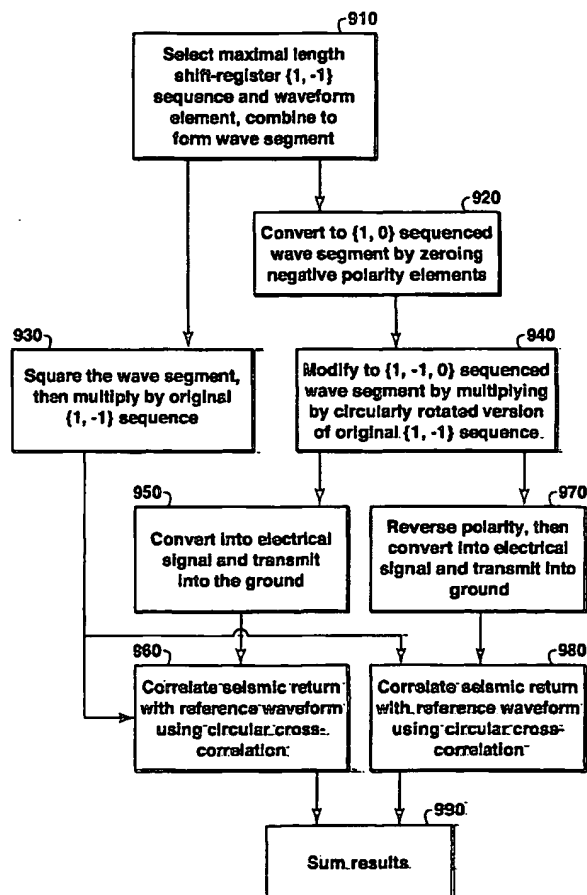 910
Select maximal length
shift-register {1, -1}
sequence and waveform
element, combine to
form wave segment
920
Convert to {1, 0} sequenced
wave segment by zeroing
negative polarity elements
930
Square the wave segment,
then multiply by original
{1, -1} sequence
940
Modify to {1, -1, 0} sequenced
wave segment by multiplying
by circularly rotated version
of original {1, -1} sequence.
950
Convert into electrical
signal and transmit
into the ground
970
Reverse polarity, then
convert into electrical
signal and transmit into
ground
960
Correlate seismic return
with reference waveform
using circular cross-
correlation
980
Correlate seismic return
with reference waveform
using circular cross-
correlation
990
Sum results